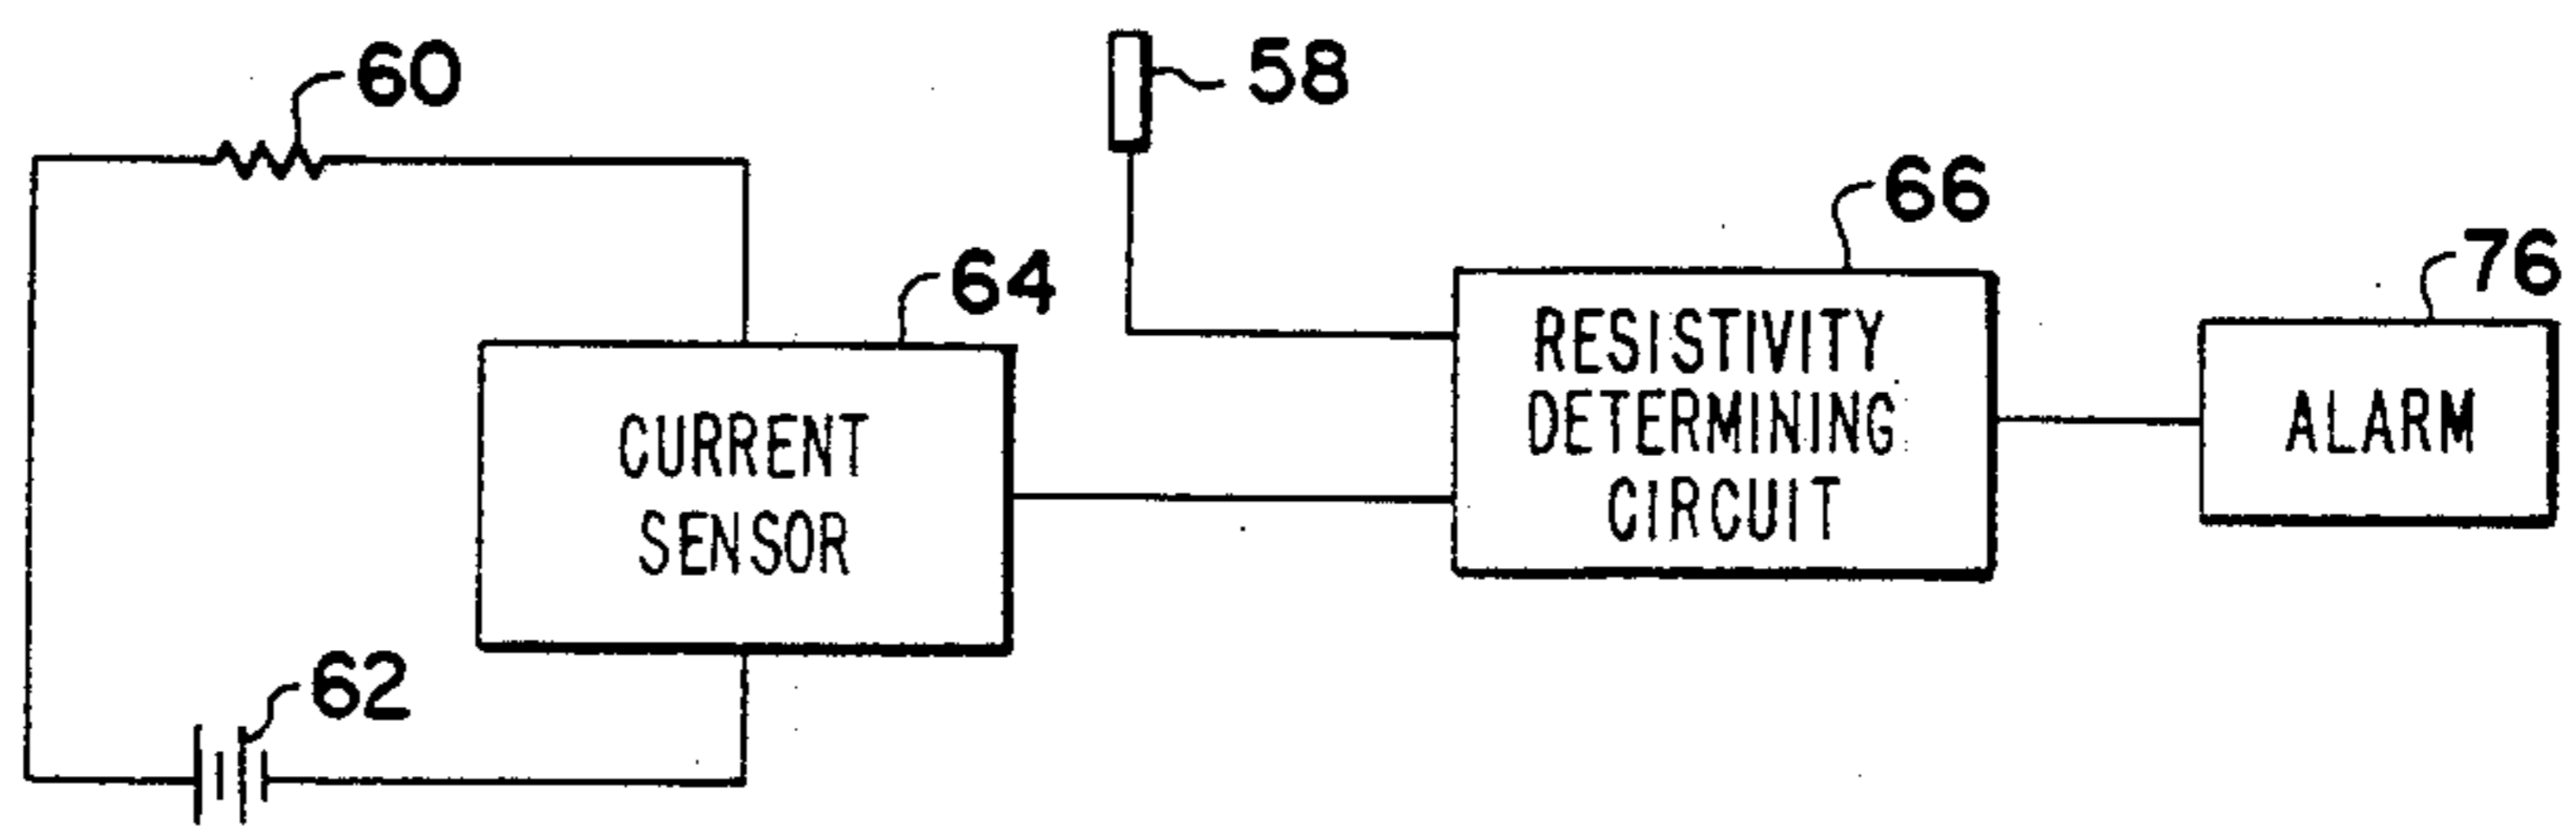 60
58
66
64
76
RESISTIVITY
DETERMINING
CIRCUIT
ALARM
CURRENT
SENSOR
62